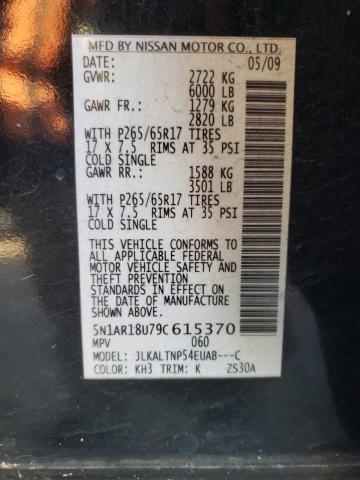 MFD BY NISSAN MOTOR CO., LTD.
DATE: 05/09
GVWR: 2722 KG
6000 LB
GAWR FR.: 1279 KG
2820 LB
WITH P265/65R17 TIRES
17 X 7.5 RIMS AT 35 PSI
COLD SINGLE
GAWR RR.: 1588 KG
3501 LB
WITH P265/65R17 TIRES
17 X 7.5 RIMS AT 35 PSI
COLD SINGLE
THIS VEHICLE CONFORMS TO
ALL APPLICABLE FEDERAL
MOTOR VEHICLE SAFETY AND
THEFT PREVENTION
STANDARDS IN EFFECT ON
THE DATE OF MANUFACTURE
SHOWN ABOVE.
5N1AR18U79C615370
MPV 060
MODEL: JLKALTNP54EUAB---C
COLOR: KH3 TRIM: K ZS30A